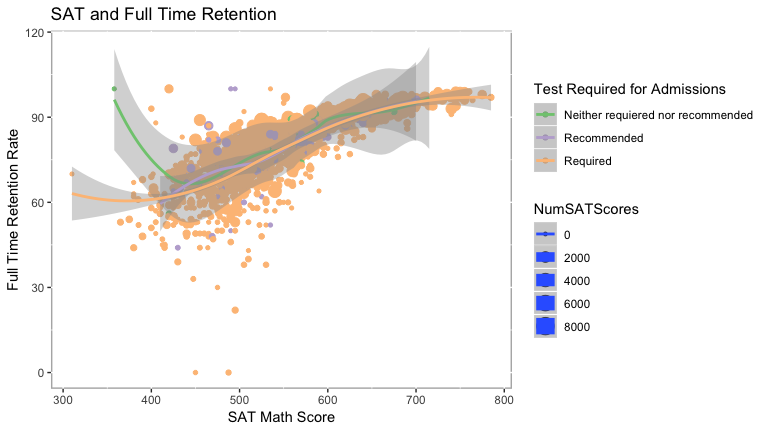 SAT and Full Time Retention
120
90
60
30
0
Full Time Retention Rate
300
400
500
600
700
800
SAT Math Score
Test Required for Admissions
Neither requiered nor recommended
Recommended
Required
NumSATScores
0
2000
4000
6000
8000